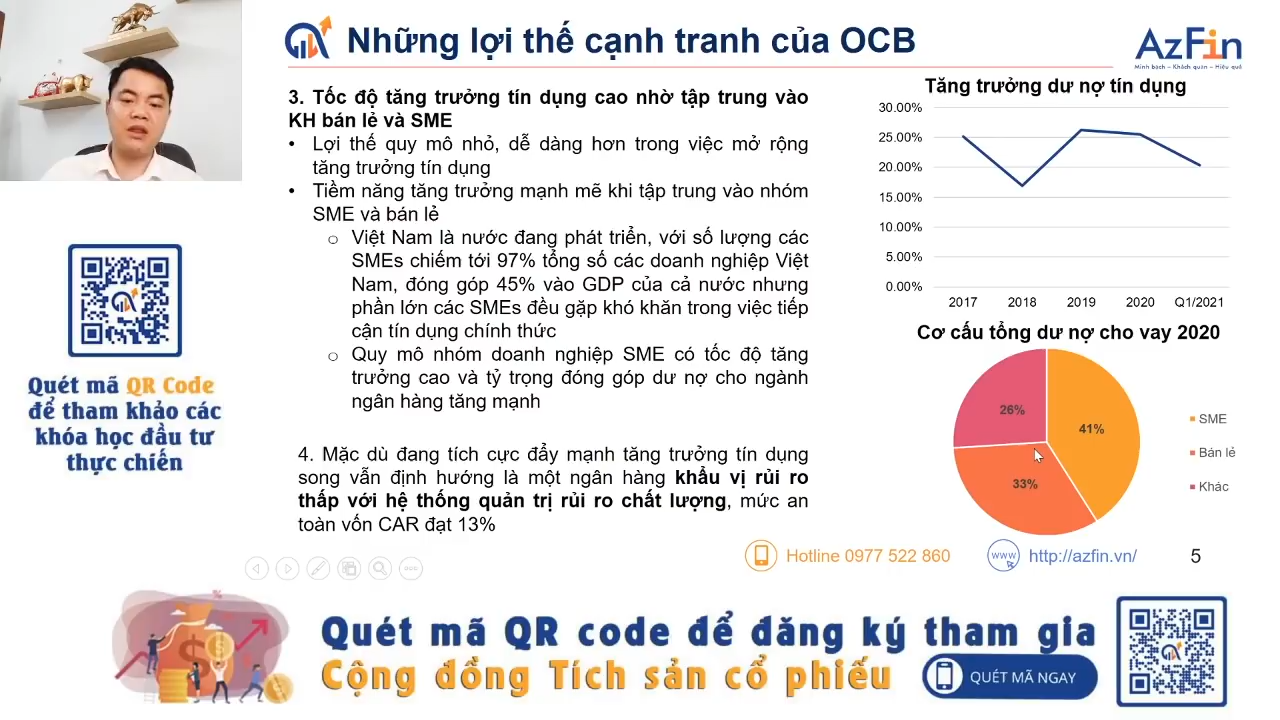 Những lợi thế cạnh tranh của OCB
AzFin
Minh bạch – Khách quan – Hiệu quả
3. Tốc độ tăng trưởng tín dụng cao nhờ tập trung vào
KH bán lẻ và SME
• Lợi thế quy mô nhỏ, dễ dàng hơn trong việc mở rộng
tăng trưởng tín dụng
• Tiềm năng tăng trưởng mạnh mẽ khi tập trung vào nhóm
SME và bán lẻ
o Việt Nam là nước đang phát triển, với số lượng các
SMEs chiếm tới 97% tổng số các doanh nghiệp Việt
Nam, đóng góp 45% vào GDP của cả nước nhưng
phần lớn các SMEs đều gặp khó khăn trong việc tiếp
cận tín dụng chính thức
o Quy mô nhóm doanh nghiệp SME có tốc độ tăng
trưởng cao và tỷ trọng đóng góp dư nợ cho ngành
ngân hàng tăng mạnh
4. Mặc dù đang tích cực đẩy mạnh tăng trưởng tín dụng
song vẫn định hướng là một ngân hàng khẩu vị rủi ro
thấp với hệ thống quản trị rủi ro chất lượng, mức an
toàn vốn CAR đạt 13%
Tăng trưởng dư nợ tín dụng
30.00%
25.00%
20.00%
15.00%
10.00%
5.00%
0.00%
2017 2018 2019 2020 Q1/2021
Cơ cấu tổng dư nợ cho vay 2020
26%
41%
33%
SME
Bán lẻ
Khác
Quét mã QR Code
để tham khảo các
khóa học đầu tư
thực chiến
Hotline 0977 522 860
www
http://azfin.vn/
5
Quét mã QR code để đăng ký tham gia
Cộng đồng Tích sản cổ phiếu
QUÉT MÃ NGAY